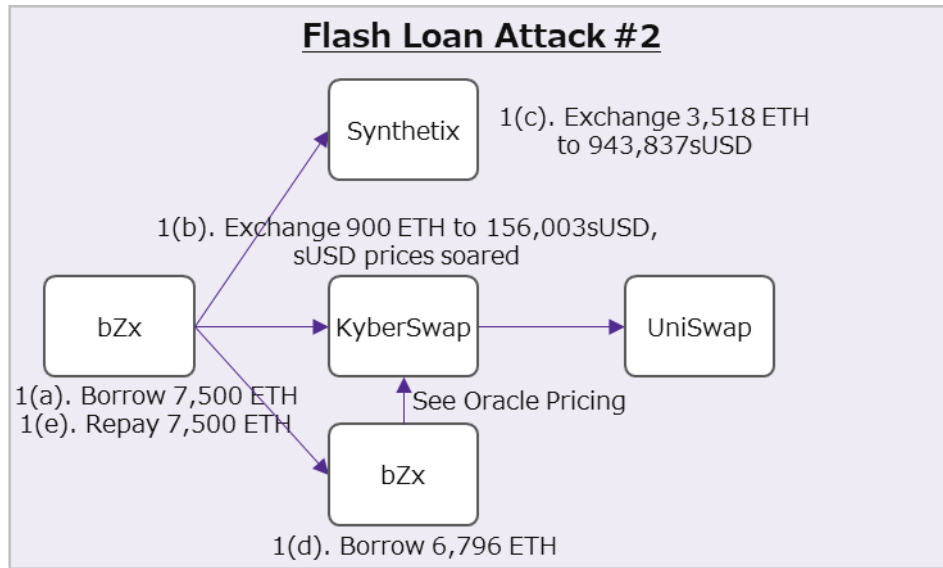 Flash Loan Attack #2
Synthetix
1(c). Exchange 3,518 ETH
to 943,837sUSD
1(b). Exchange 900 ETH to 156,003sUSD,
sUSD prices soared
bZx
KyberSwap
UniSwap
1(a). Borrow 7,500 ETH
1(e). Repay 7,500 ETH
See Oracle Pricing
bZx
1(d). Borrow 6,796 ETH